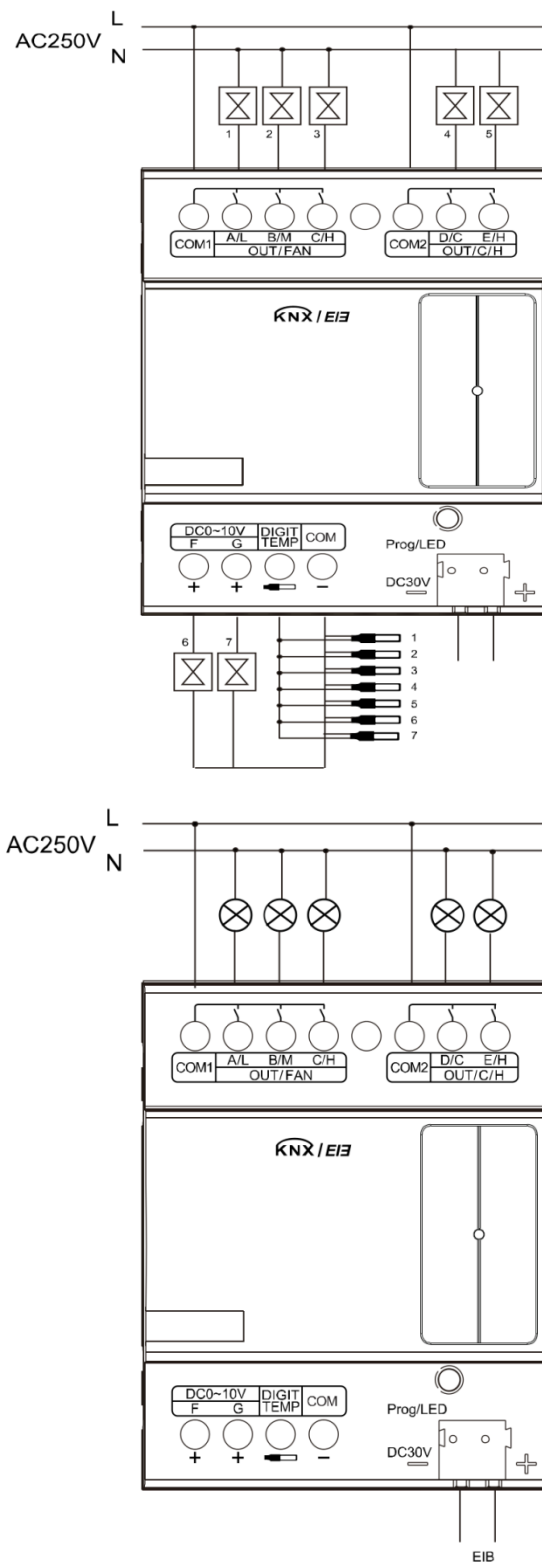 L
AC250V
N
1 2 3 4 5
COM1 A/L B/M C/H COM2 D/C E/H
OUT/FAN OUT/C/H
KNX / EIB
DC0~10V DIGIT TEMP COM
F G
Prog/LED
+ + −
DC30V − +
6 7
1
2
3
4
5
6
7
L
AC250V
N
COM1 A/L B/M C/H COM2 D/C E/H
OUT/FAN OUT/C/H
KNX / EIB
DC0~10V DIGIT TEMP COM
F G
Prog/LED
+ + −
DC30V − +
EIB